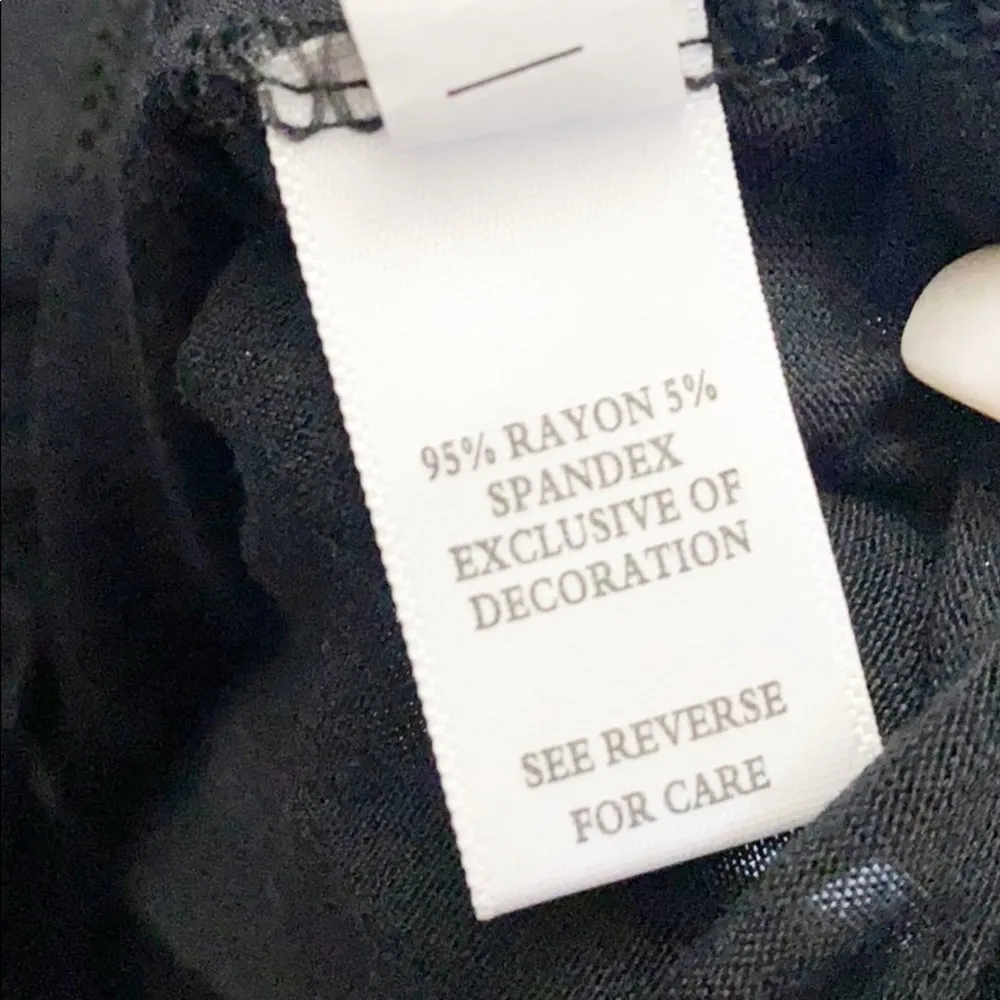 95% RAYON 5%
SPANDEX
EXCLUSIVE OF
DECORATION
SEE REVERSE
FOR CARE